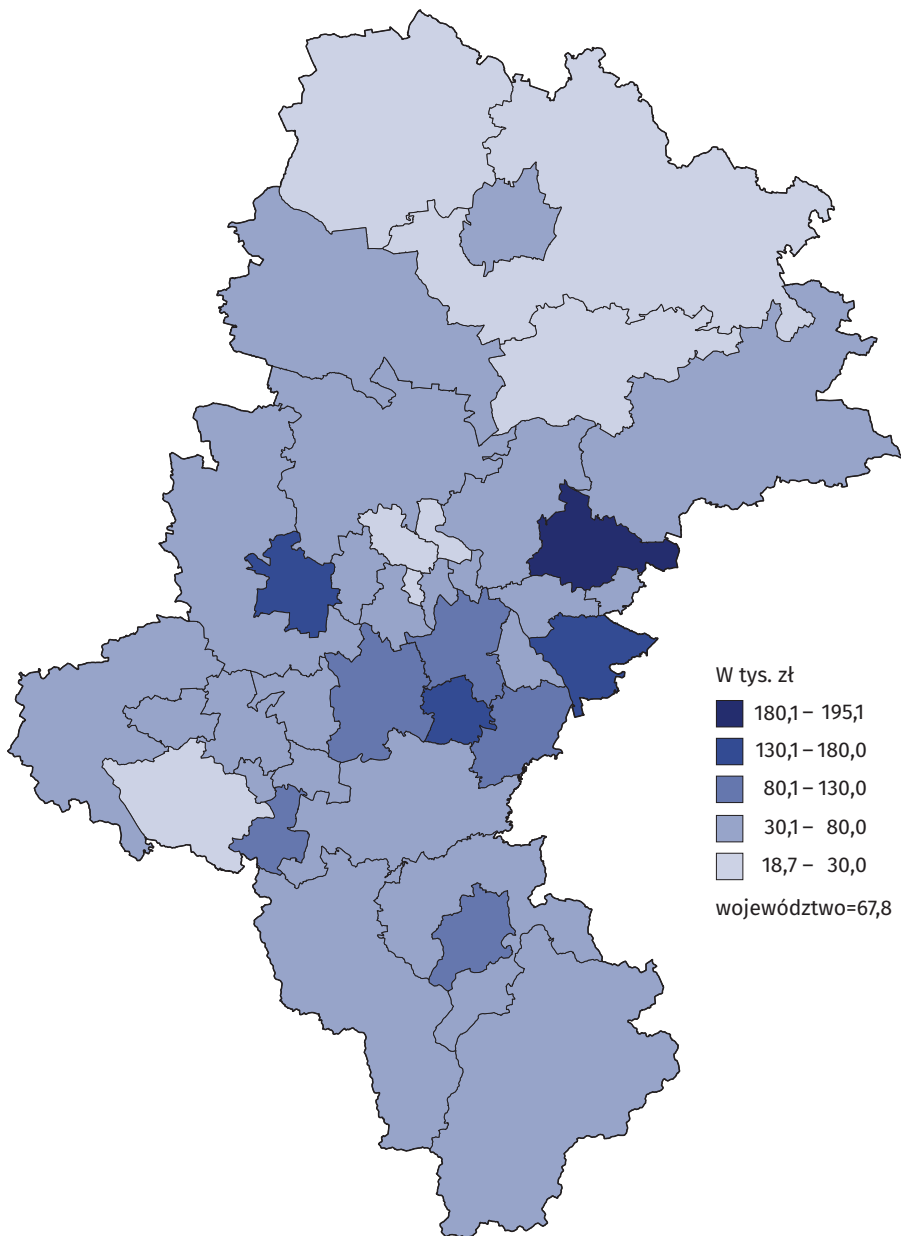 W tys. zł
180,1 – 195,1
130,1 – 180,0
80,1 – 130,0
30,1 – 80,0
18,7 – 30,0
województwo=67,8